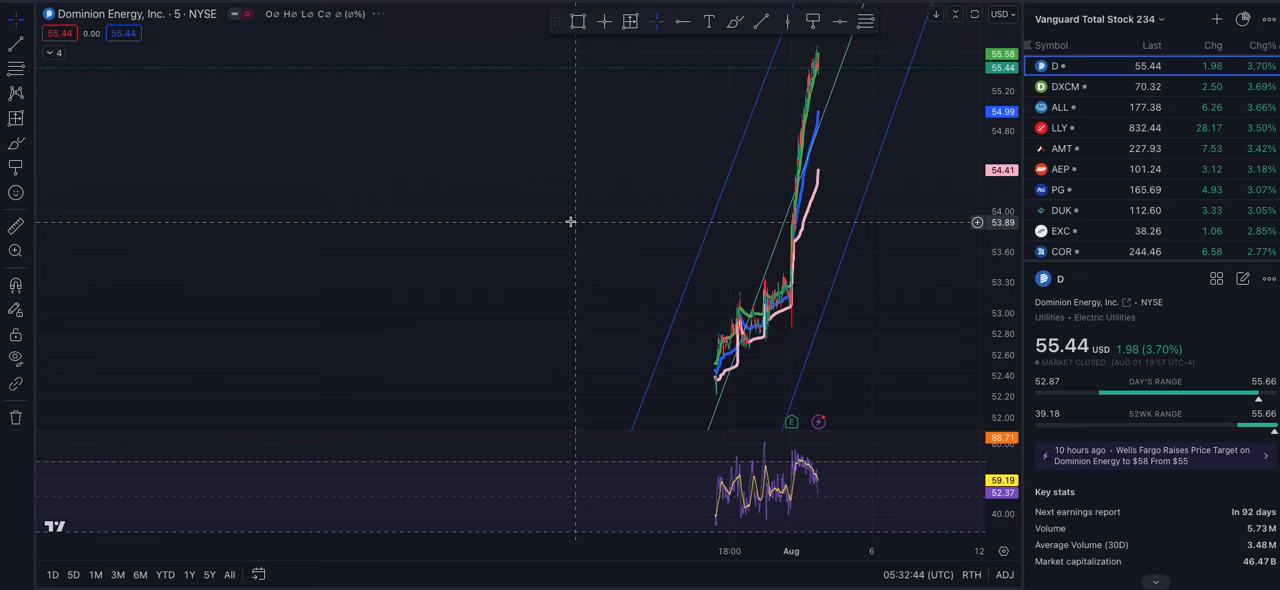 Dominion Energy, Inc. · 5 · NYSE
O∅ H∅ L∅ C∅ ∅ (∅%)
USD
55.44 0.00 55.44
4
55.58
55.44
55.20
54.99
54.80
54.41
54.00
53.89
53.60
53.30
53.00
52.80
52.60
52.40
52.20
52.00
E
88.71
80.00
59.19
52.37
40.00
18:00 Aug 6 12
1D 5D 1M 3M 6M YTD 1Y 5Y All
05:32:44 (UTC) RTH ADJ
Vanguard Total Stock 234
Symbol Last Chg Chg%
D 55.44 1.98 3.70%
DXCM 70.32 2.50 3.69%
ALL 177.38 6.26 3.66%
LLY 832.44 28.17 3.50%
AMT 227.93 7.53 3.42%
AEP 101.24 3.12 3.18%
PG 165.69 4.93 3.07%
DUK 112.60 3.33 3.05%
EXC 38.26 1.06 2.85%
COR 244.46 6.58 2.77%
D
Dominion Energy, Inc. • NYSE
Utilities • Electric Utilities
55.44 USD 1.98 (3.70%)
MARKET CLOSED (AUG 01 19:57 UTC-4)
52.87 DAY'S RANGE 55.66
39.18 52WK RANGE 55.66
10 hours ago • Wells Fargo Raises Price Target on
Dominion Energy to $58 From $55
Key stats
Next earnings report In 92 days
Volume 5.73 M
Average Volume (30D) 3.48 M
Market capitalization 46.47 B